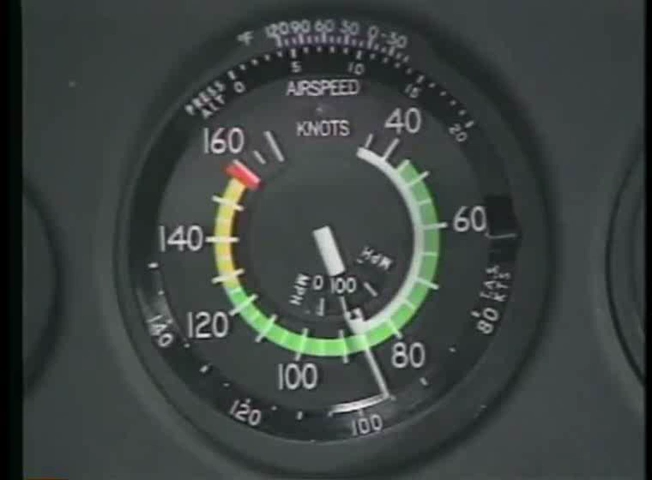 °F 120 90 60 30 0 -30
PRESS ALT 0 5 10 15 20
AIRSPEED
KNOTS
160 40
140 60
120 80
100
MPH
0 100
MPH
T.A.S. KTS
140 120 100 80